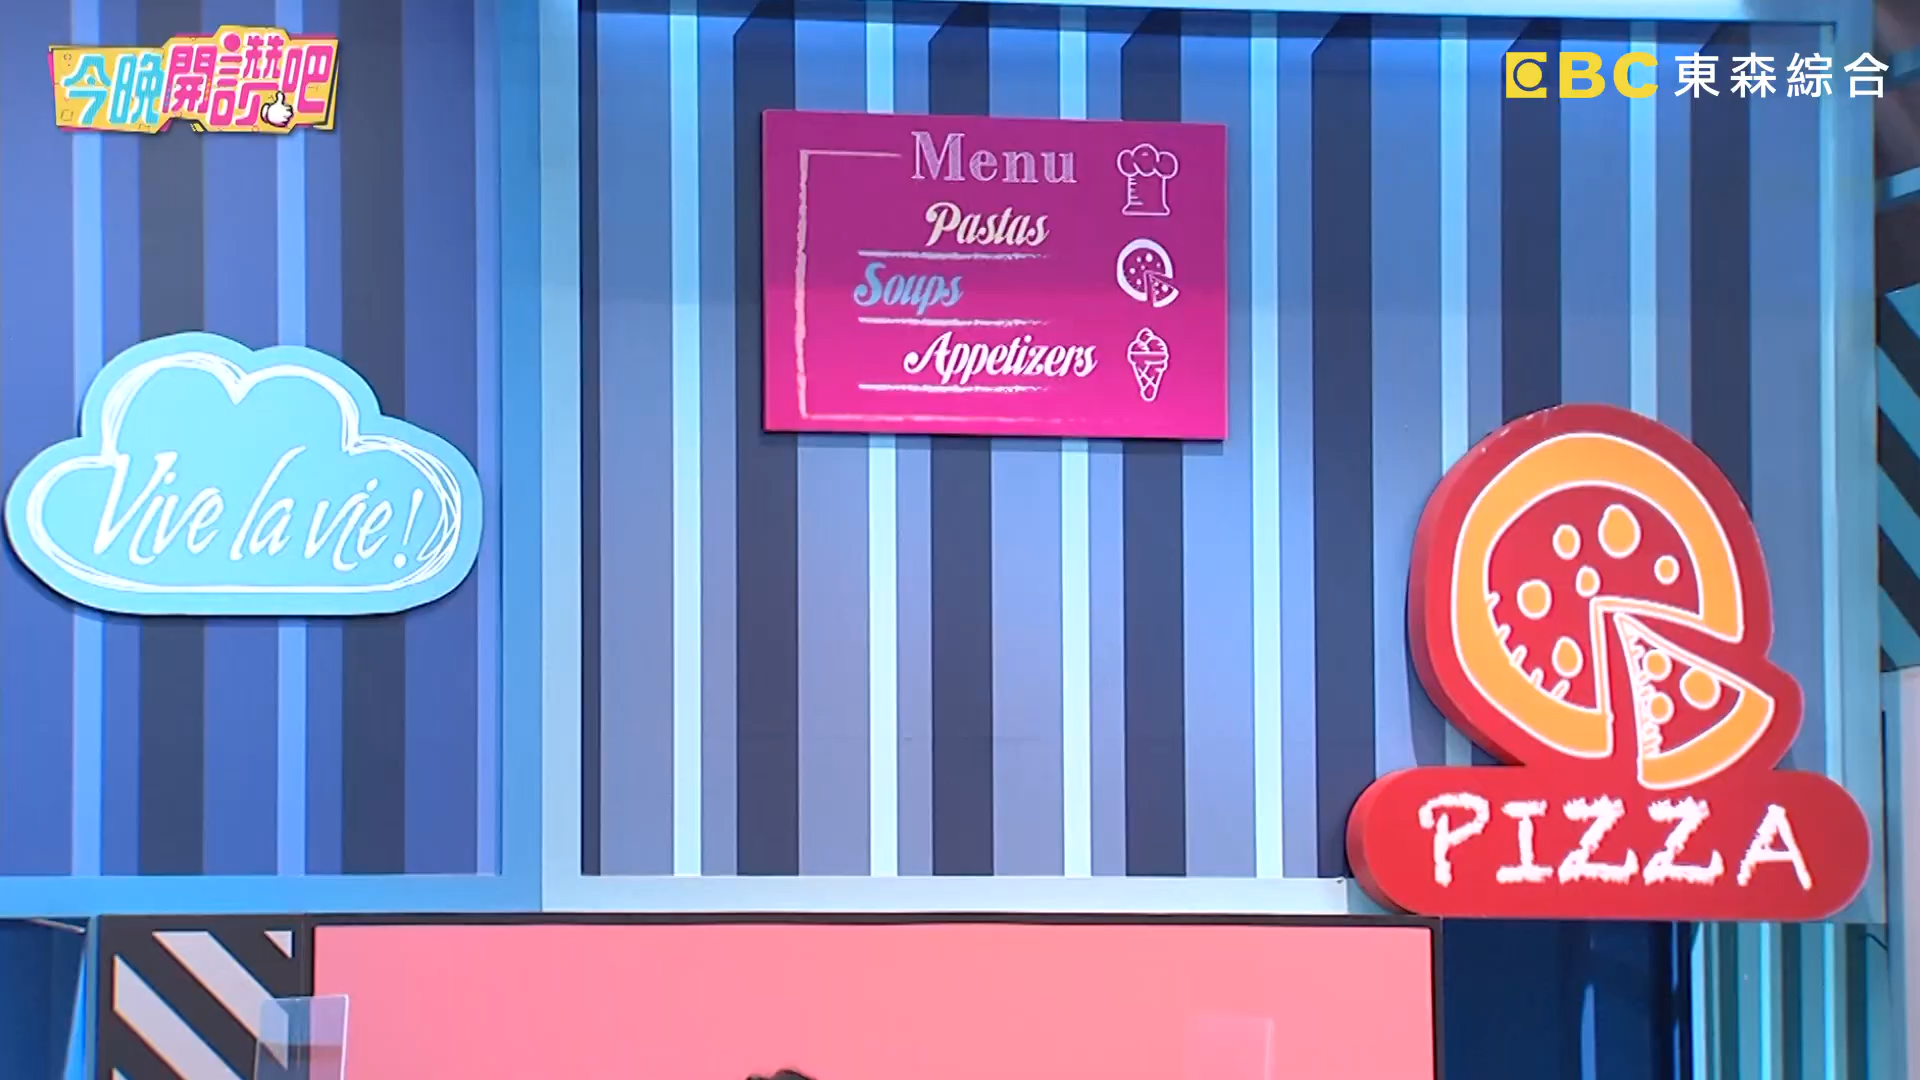 今晚開讚吧
EBC 東森綜合
Menu
Pastas
Soups
Appetizers
Vive la vie!
PIZZA